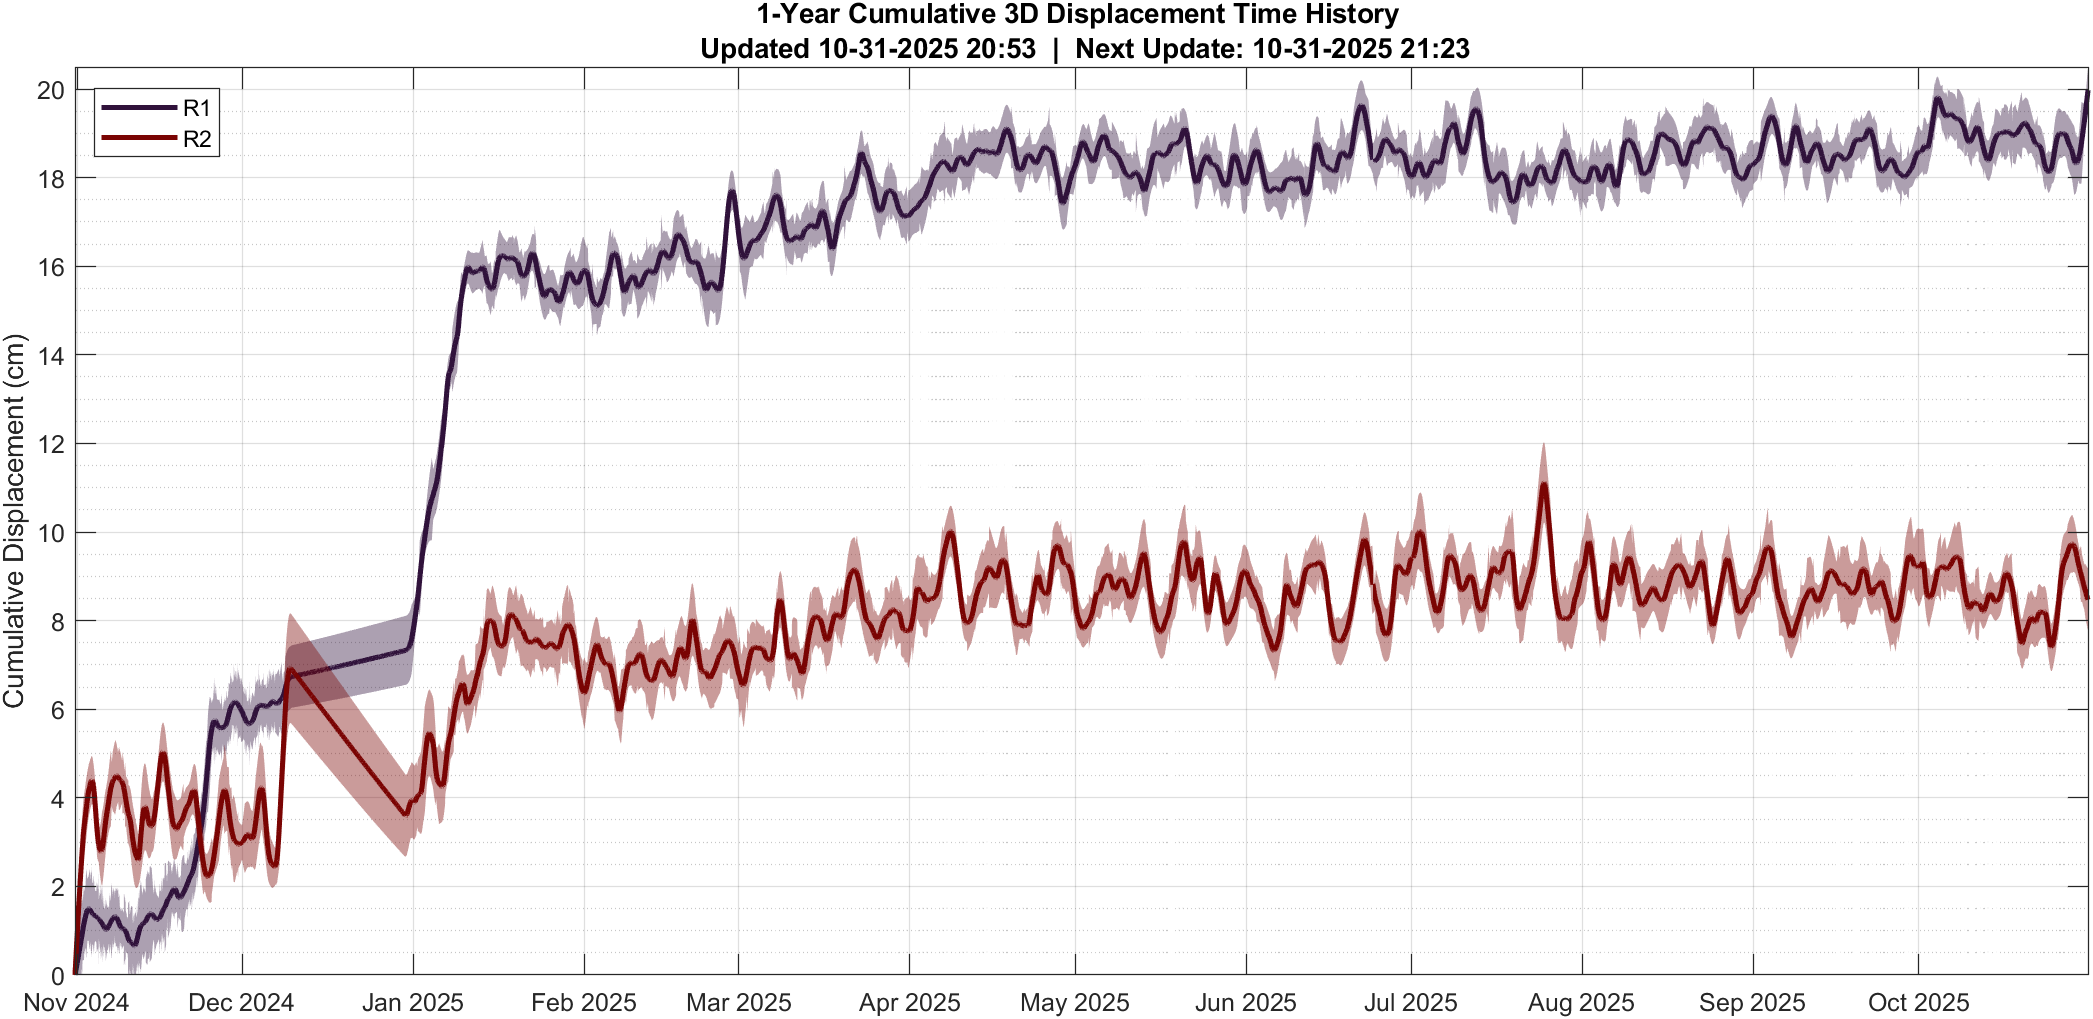 1-Year Cumulative 3D Displacement Time History
Updated 10-31-2025 20:53 | Next Update: 10-31-2025 21:23
R1
R2
Cumulative Displacement (cm)
20
18
16
14
12
10
8
6
4
2
0
Nov 2024 Dec 2024 Jan 2025 Feb 2025 Mar 2025 Apr 2025 May 2025 Jun 2025 Jul 2025 Aug 2025 Sep 2025 Oct 2025